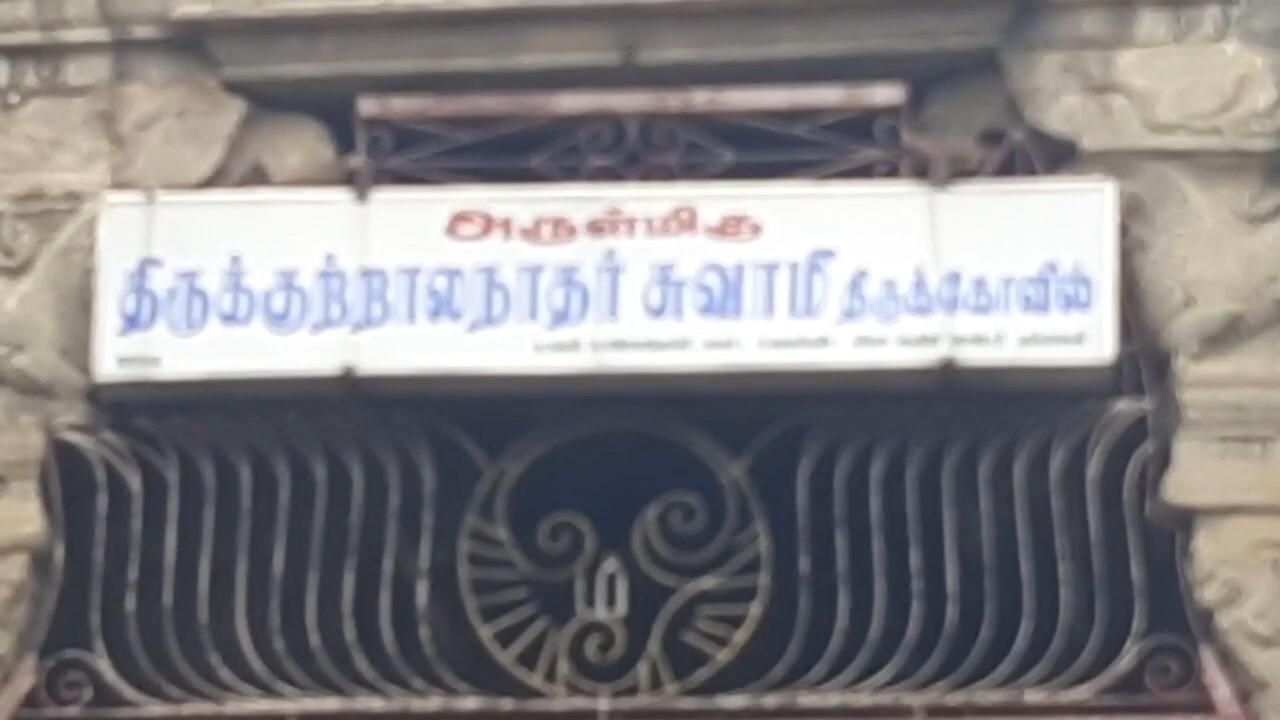 அருள்மிகு
திருக்குற்றாலநாதர் சுவாமி திருக்கோவில்